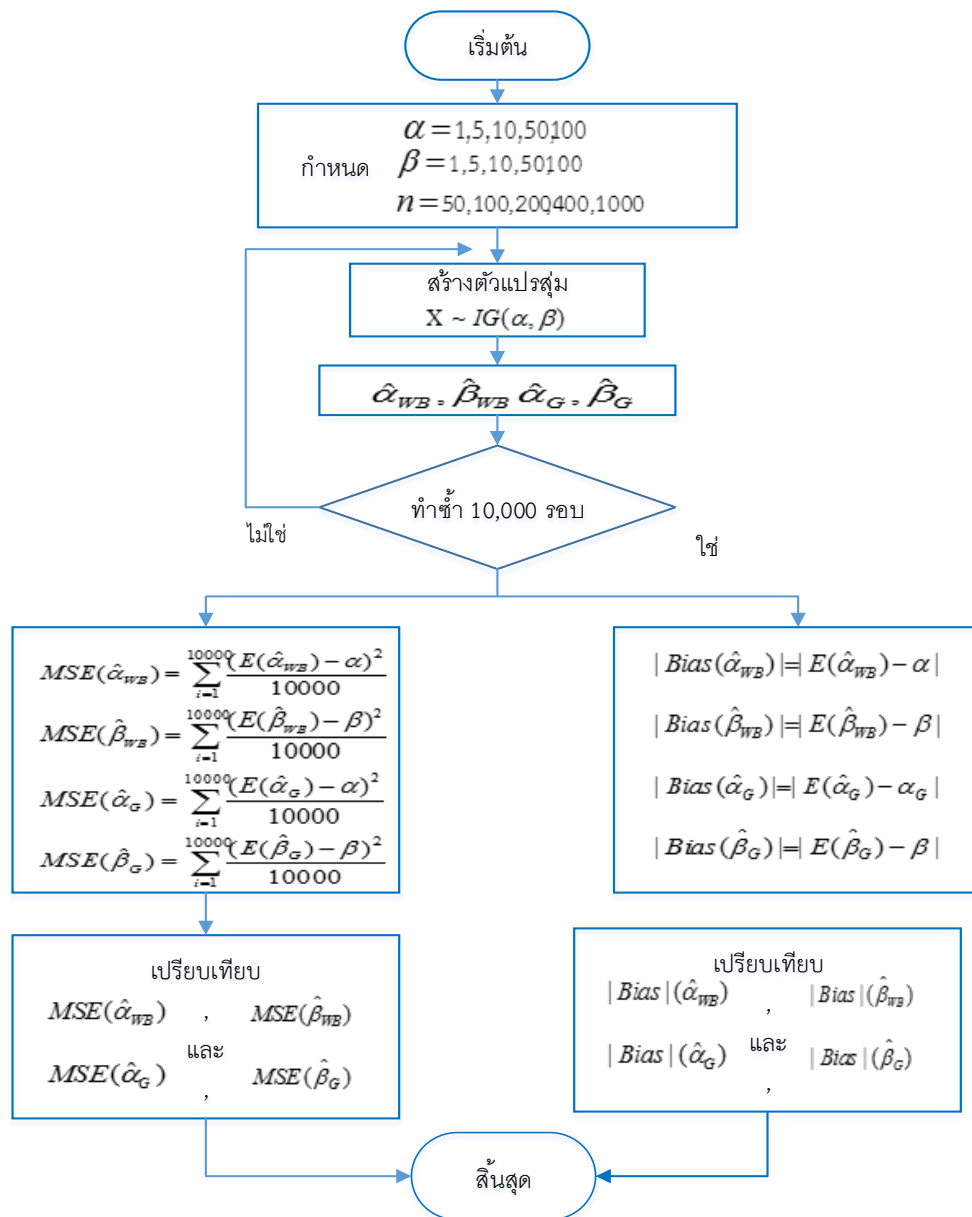 เริ่มต้น
α = 1,5,10,50,100
กำหนด β = 1,5,10,50,100
n = 50,100,200,400,1000
สร้างตัวแปรสุ่ม
X ~ IG(α, β)
α̂_WB , β̂_WB α̂_G , β̂_G
ทำซ้ำ 10,000 รอบ
ไม่ใช่
ใช่
MSE(α̂_WB) = ∑_{i=1}^{10000} (E(α̂_WB) − α)² / 10000
MSE(β̂_WB) = ∑_{i=1}^{10000} (E(β̂_WB) − β)² / 10000
MSE(α̂_G) = ∑_{i=1}^{10000} (E(α̂_G) − α)² / 10000
MSE(β̂_G) = ∑_{i=1}^{10000} (E(β̂_G) − β)² / 10000
| Bias(α̂_WB) |=| E(α̂_WB) − α |
| Bias(β̂_WB) |=| E(β̂_WB) − β |
| Bias(α̂_G) |=| E(α̂_G) − α_G |
| Bias(β̂_G) |=| E(β̂_G) − β |
เปรียบเทียบ
MSE(α̂_WB) , MSE(β̂_WB)
และ
MSE(α̂_G) , MSE(β̂_G)
เปรียบเทียบ
| Bias |(α̂_WB) , | Bias |(β̂_WB)
และ
| Bias |(α̂_G) , | Bias |(β̂_G)
สิ้นสุด